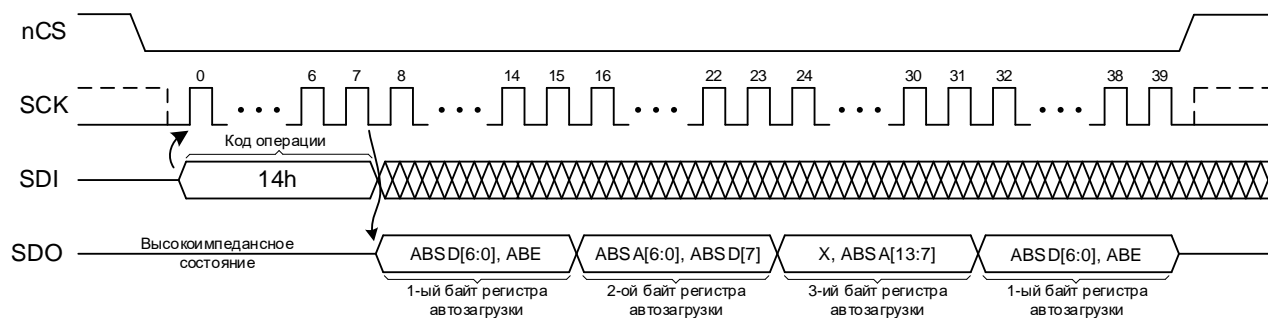 nCS
0 6 7 8 14 15 16 22 23 24 30 31 32 38 39
SCK
Код операции
SDI 14h
Высокоимпедансное
состояние
SDO ABSD[6:0], ABE ABSA[6:0], ABSD[7] X, ABSA[13:7] ABSD[6:0], ABE
1-ый байт регистра 2-ой байт регистра 3-ий байт регистра 1-ый байт регистра
автозагрузки автозагрузки автозагрузки автозагрузки